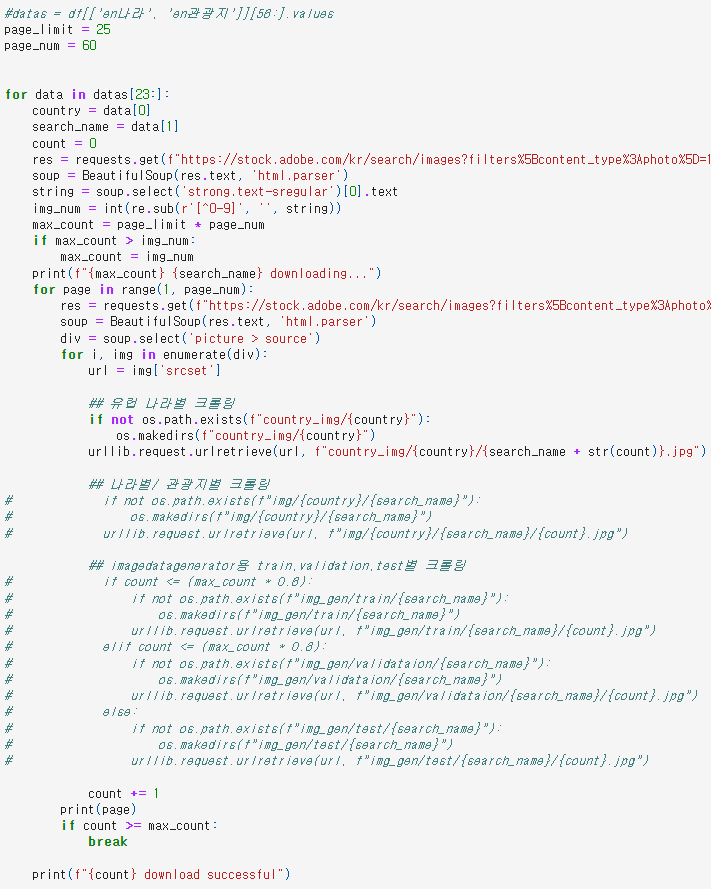 #datas = df[['en나라', 'en관광지']][56:].values
page_limit = 25
page_num = 60
for data in datas[23:]:
    country = data[0]
    search_name = data[1]
    count = 0
    res = requests.get(f"https://stock.adobe.com/kr/search/images?filters%5Bcontent_type%3Aphoto%5D=1
    soup = BeautifulSoup(res.text, 'html.parser')
    string = soup.select('strong.text-sregular')[0].text
    img_num = int(re.sub(r'[^0-9]', '', string))
    max_count = page_limit * page_num
    if max_count > img_num:
        max_count = img_num
    print(f"{max_count} {search_name} downloading...")
    for page in range(1, page_num):
        res = requests.get(f"https://stock.adobe.com/kr/search/images?filters%5Bcontent_type%3Aphoto%
        soup = BeautifulSoup(res.text, 'html.parser')
        div = soup.select('picture > source')
        for i, img in enumerate(div):
            url = img['srcset']
            ## 유럽 나라별 크롤링
            if not os.path.exists(f"country_img/{country}"):
                os.makedirs(f"country_img/{country}")
            urllib.request.urlretrieve(url, f"country_img/{country}/{search_name + str(count)}.jpg")
            ## 나라별/ 관광지별 크롤링
#             if not os.path.exists(f"img/{country}/{search_name}"):
#                 os.makedirs(f"img/{country}/{search_name}")
#             urllib.request.urlretrieve(url, f"img/{country}/{search_name}/{count}.jpg")
            ## imagedatagenerator용 train,validation,test별 크롤링
#             if count <= (max_count * 0.6):
#                 if not os.path.exists(f"img_gen/train/{search_name}"):
#                     os.makedirs(f"img_gen/train/{search_name}")
#                 urllib.request.urlretrieve(url, f"img_gen/train/{search_name}/{count}.jpg")
#             elif count <= (max_count * 0.8):
#                 if not os.path.exists(f"img_gen/validataion/{search_name}"):
#                     os.makedirs(f"img_gen/validataion/{search_name}")
#                 urllib.request.urlretrieve(url, f"img_gen/validataion/{search_name}/{count}.jpg")
#             else:
#                 if not os.path.exists(f"img_gen/test/{search_name}"):
#                     os.makedirs(f"img_gen/test/{search_name}")
#                 urllib.request.urlretrieve(url, f"img_gen/test/{search_name}/{count}.jpg")
            count += 1
        print(page)
        if count >= max_count:
            break
    print(f"{count} download successful")